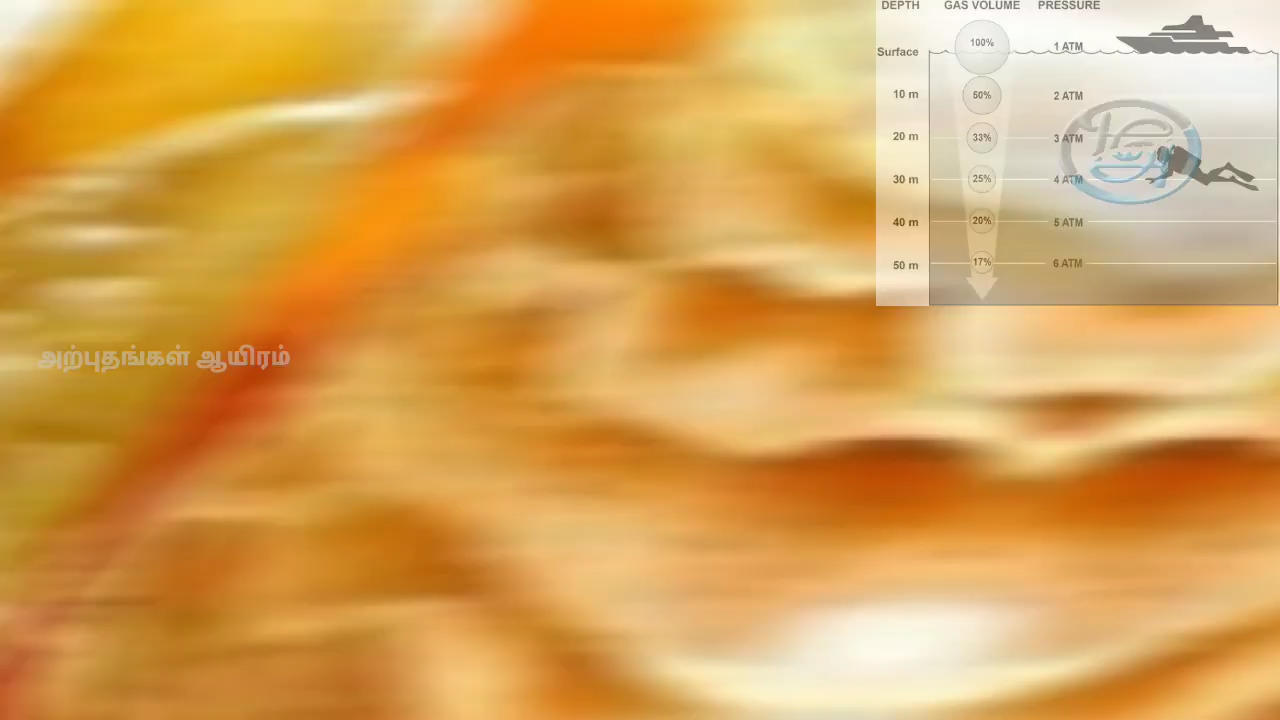 DEPTH GAS VOLUME PRESSURE
Surface 100% 1 ATM
10 m 50% 2 ATM
20 m 33% 3 ATM
30 m 25% 4 ATM
40 m 20% 5 ATM
50 m 17% 6 ATM
அற்புதங்கள் ஆயிரம்